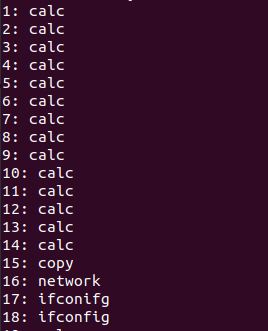 1: calc
2: calc
3: calc
4: calc
5: calc
6: calc
7: calc
8: calc
9: calc
10: calc
11: calc
12: calc
13: calc
14: calc
15: copy
16: network
17: ifconifg
18: ifconfig